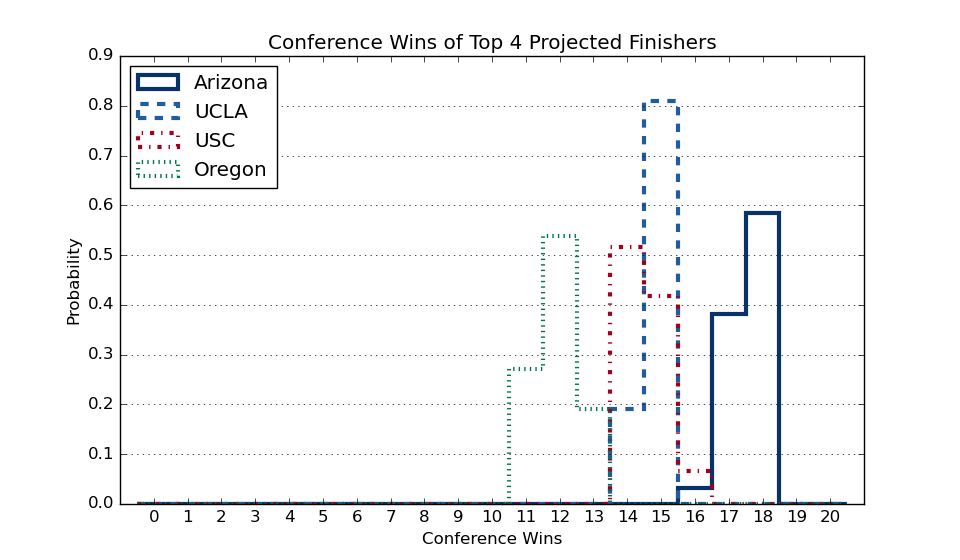 Conference Wins of Top 4 Projected Finishers
0.9
0.8
0.7
0.6
0.5
0.4
0.3
0.2
0.1
0.0
Probability
Arizona
UCLA
USC
Oregon
0 1 2 3 4 5 6 7 8 9 10 11 12 13 14 15 16 17 18 19 20
Conference Wins